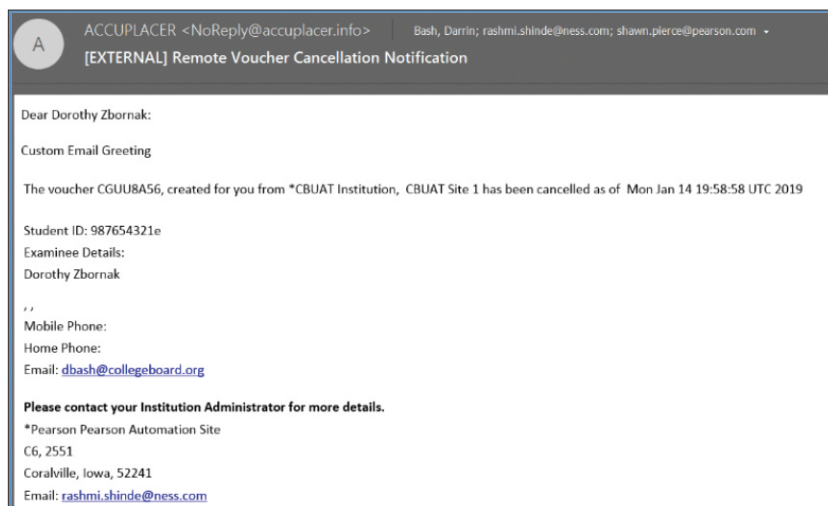 A
ACCUPLACER <NoReply@accuplacer.info> Bash, Darrin; rashmi.shinde@ness.com; shawn.pierce@pearson.com
[EXTERNAL] Remote Voucher Cancellation Notification
Dear Dorothy Zbornak:
Custom Email Greeting
The voucher CGUU8A56, created for you from *CBUAT Institution, CBUAT Site 1 has been cancelled as of Mon Jan 14 19:58:58 UTC 2019
Student ID: 987654321e
Examinee Details:
Dorothy Zbornak
, ,
Mobile Phone:
Home Phone:
Email: dbash@collegeboard.org
Please contact your Institution Administrator for more details.
*Pearson Pearson Automation Site
C6, 2551
Coralville, Iowa, 52241
Email: rashmi.shinde@ness.com